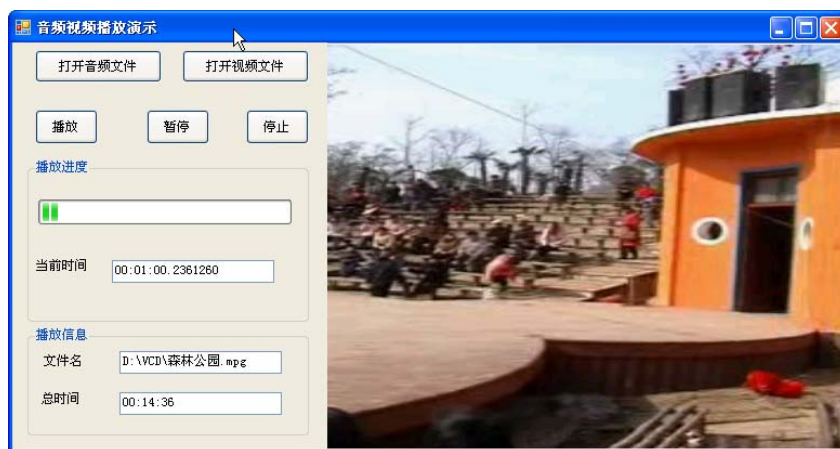 音频视频播放演示
打开音频文件 打开视频文件
播放 暂停 停止
播放进度
当前时间 00:01:00.2361260
播放信息
文件名 D:\VCD\森林公园.mpg
总时间 00:14:36